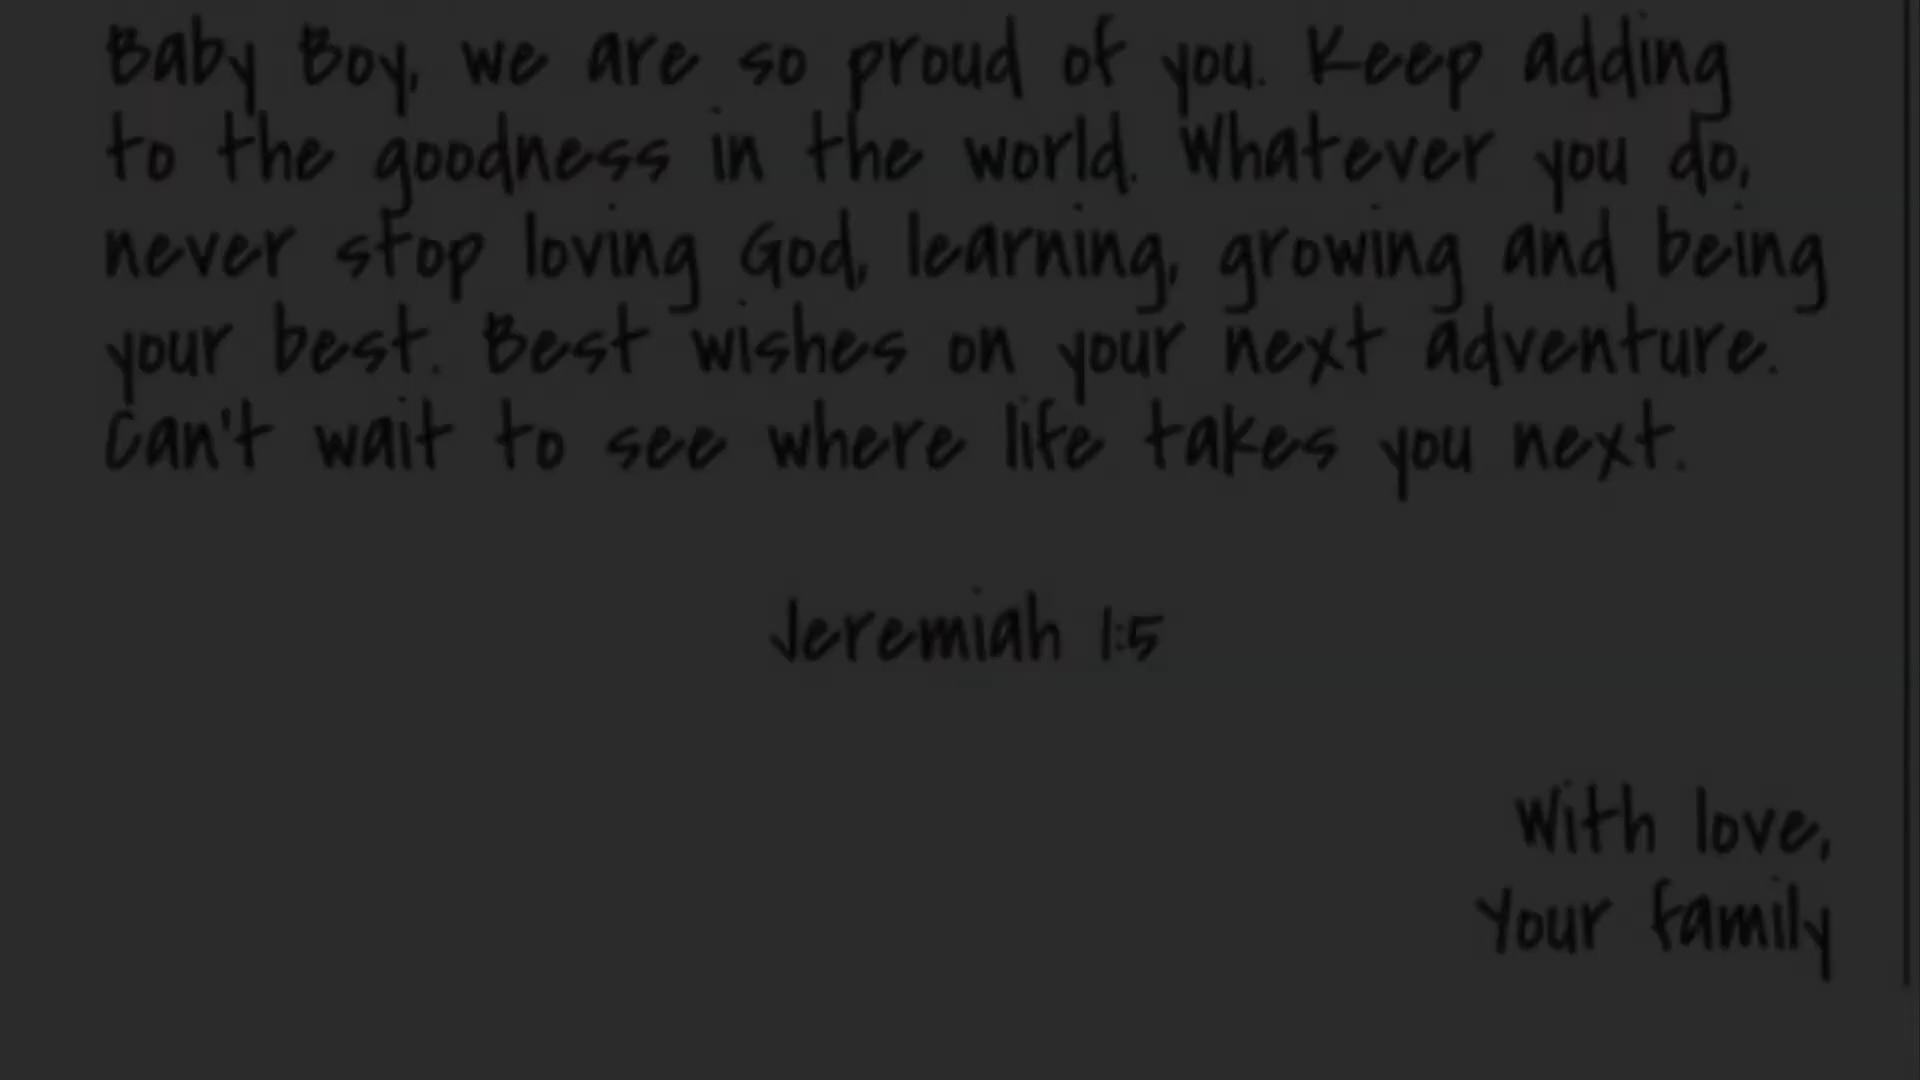 Baby Boy, we are so proud of you. Keep adding
to the goodness in the world. Whatever you do,
never stop loving God, learning, growing and being
your best. Best wishes on your next adventure.
Can't wait to see where life takes you next.
Jeremiah 1:5
With love,
Your family